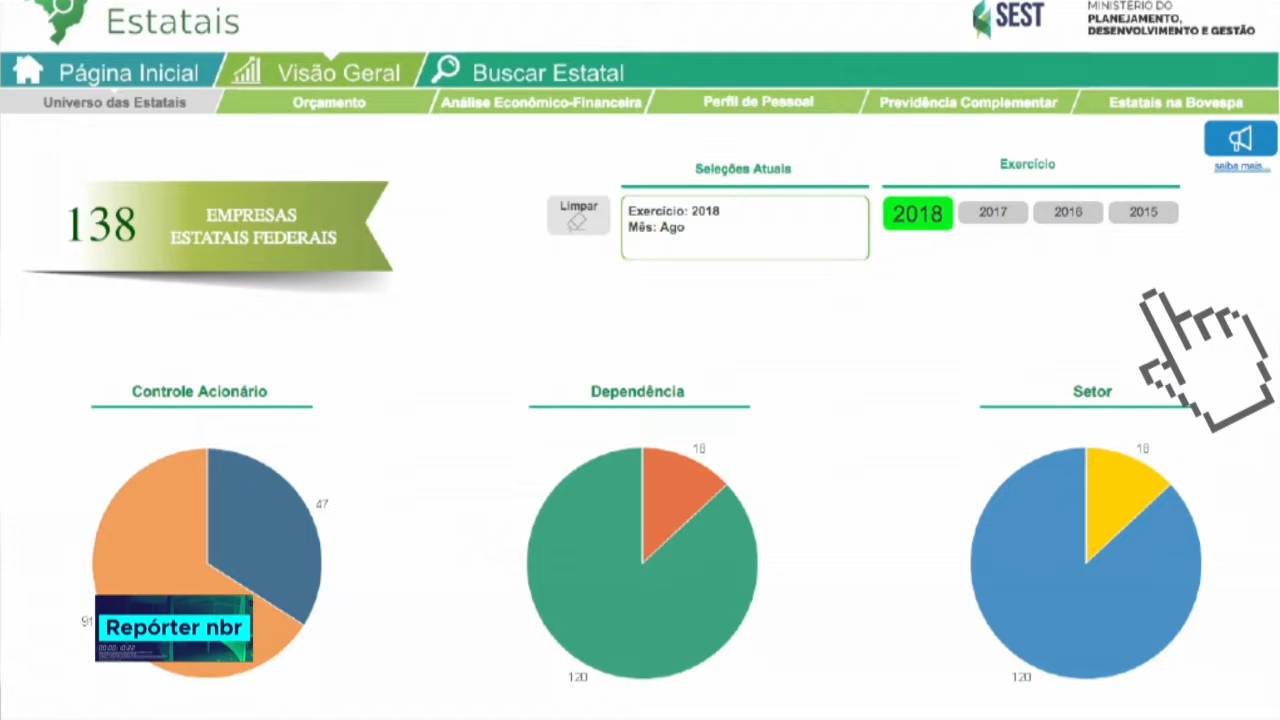 Estatais
SEST
MINISTÉRIO DO
PLANEJAMENTO,
DESENVOLVIMENTO E GESTÃO
Página Inicial
Visão Geral
Buscar Estatal
Universo das Estatais
Orçamento
Análise Econômico-Financeira
Perfil de Pessoal
Previdência Complementar
Estatais na Bovespa
saiba mais...
Seleções Atuais
Exercício
Limpar
Exercício: 2018
Mês: Ago
2018
2017
2016
2015
138
EMPRESAS
ESTATAIS FEDERAIS
Controle Acionário
Dependência
Setor
47
91
18
120
18
120
Repórter nbr